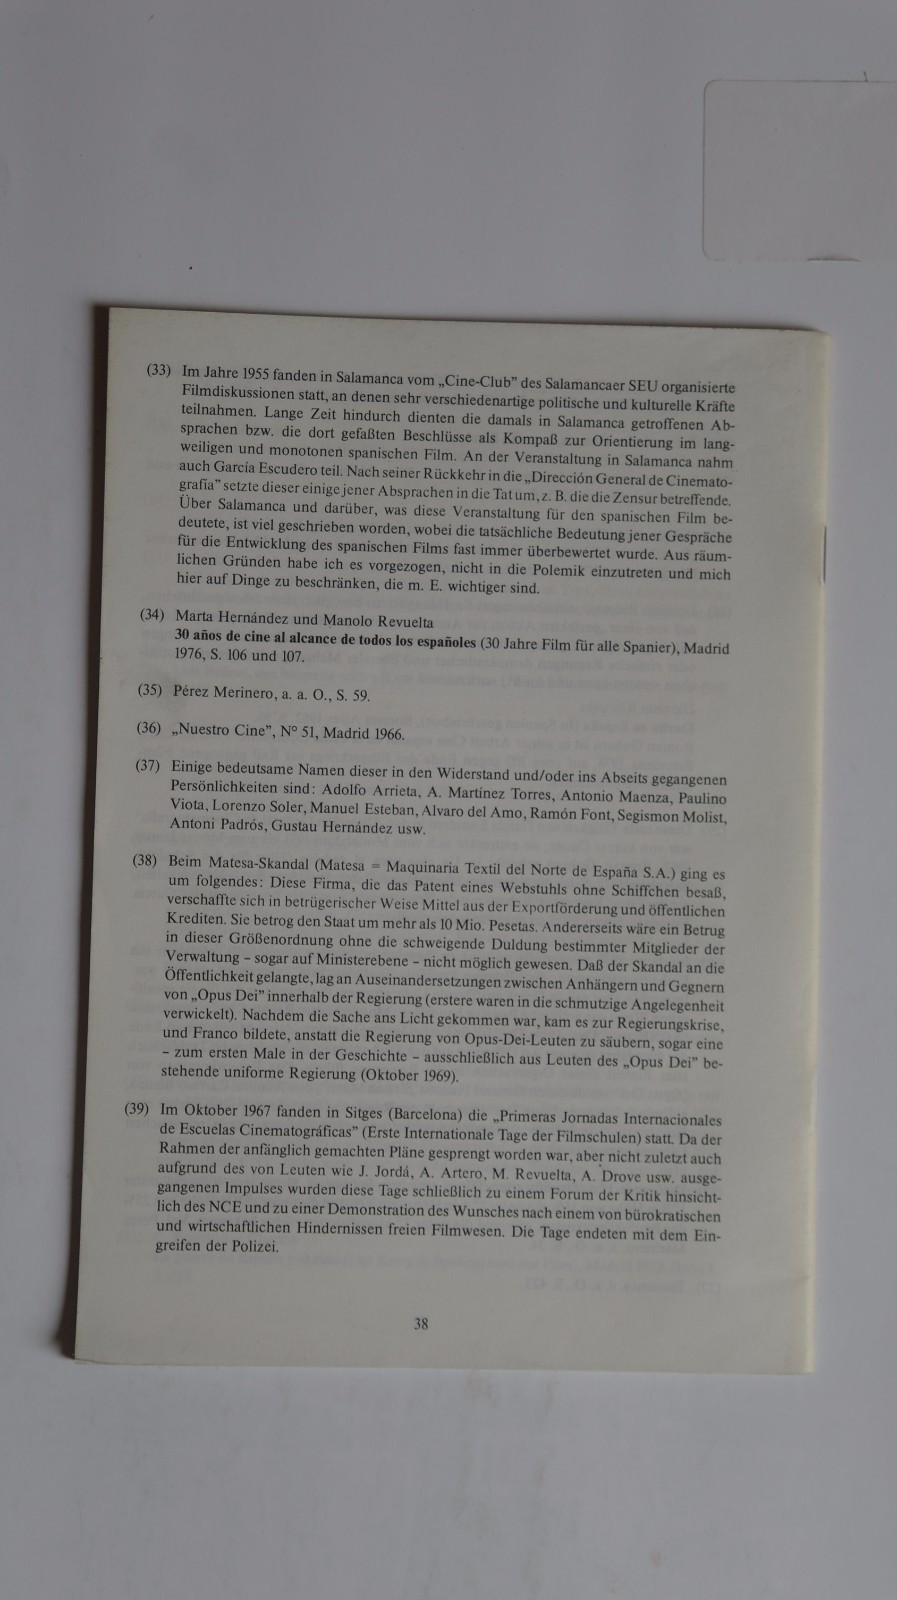 (33) Im Jahre 1955 fanden in Salamanca vom „Cine-Club” des Salamancaer SEU organisierte
Filmdiskussionen statt, an denen sehr verschiedenartige politische und kulturelle Kräfte
teilnahmen. Lange Zeit hindurch dienten die damals in Salamanca getroffenen Ab-
sprachen bzw. die dort gefaßten Beschlüsse als Kompaß zur Orientierung im lang-
weiligen und monotonen spanischen Film. An der Veranstaltung in Salamanca nahm
auch García Escudero teil. Nach seiner Rückkehr in die „Dirección General de Cinemato-
grafía” setzte dieser einige jener Absprachen in die Tat um, z. B. die die Zensur betreffende.
Über Salamanca und darüber, was diese Veranstaltung für den spanischen Film be-
deutete, ist viel geschrieben worden, wobei die tatsächliche Bedeutung jener Gespräche
für die Entwicklung des spanischen Films fast immer überbewertet wurde. Aus räum-
lichen Gründen habe ich es vorgezogen, nicht in die Polemik einzutreten und mich
hier auf Dinge zu beschränken, die m. E. wichtiger sind.
(34) Marta Hernández und Manolo Revuelta
30 años de cine al alcance de todos los españoles (30 Jahre Film für alle Spanier), Madrid
1976, S. 106 und 107.
(35) Pérez Merinero, a. a. O., S. 59.
(36) „Nuestro Cine”, N° 51, Madrid 1966.
(37) Einige bedeutsame Namen dieser in den Widerstand und/oder ins Abseits gegangenen
Persönlichkeiten sind: Adolfo Arrieta, A. Martínez Torres, Antonio Maenza, Paulino
Viota, Lorenzo Soler, Manuel Esteban, Alvaro del Amo, Ramón Font, Segismon Molist,
Antoni Padrós, Gustau Hernández usw.
(38) Beim Matesa-Skandal (Matesa = Maquinaria Textil del Norte de España S.A.) ging es
um folgendes: Diese Firma, die das Patent eines Webstuhls ohne Schiffchen besaß,
verschaffte sich in betrügerischer Weise Mittel aus der Exportförderung und öffentlichen
Krediten. Sie betrog den Staat um mehr als 10 Mio. Pesetas. Andererseits wäre ein Betrug
in dieser Größenordnung ohne die schweigende Duldung bestimmter Mitglieder der
Verwaltung – sogar auf Ministerebene – nicht möglich gewesen. Daß der Skandal an die
Öffentlichkeit gelangte, lag an Auseinandersetzungen zwischen Anhängern und Gegnern
von „Opus Dei” innerhalb der Regierung (erstere waren in die schmutzige Angelegenheit
verwickelt). Nachdem die Sache ans Licht gekommen war, kam es zur Regierungskrise,
und Franco bildete, anstatt die Regierung von Opus-Dei-Leuten zu säubern, sogar eine
– zum ersten Male in der Geschichte – ausschließlich aus Leuten des „Opus Dei” be-
stehende uniforme Regierung (Oktober 1969).
(39) Im Oktober 1967 fanden in Sitges (Barcelona) die „Primeras Jornadas Internacionales
de Escuelas Cinematográficas” (Erste Internationale Tage der Filmschulen) statt. Da der
Rahmen der anfänglich gemachten Pläne gesprengt worden war, aber nicht zuletzt auch
aufgrund des von Leuten wie J. Jordá, A. Artero, M. Revuelta, A. Drove usw. ausge-
gangenen Impulses wurden diese Tage schließlich zu einem Forum der Kritik hinsicht-
lich des NCE und zu einer Demonstration des Wunsches nach einem von bürokratischen
und wirtschaftlichen Hindernissen freien Filmwesen. Die Tage endeten mit dem Ein-
greifen der Polizei.
38